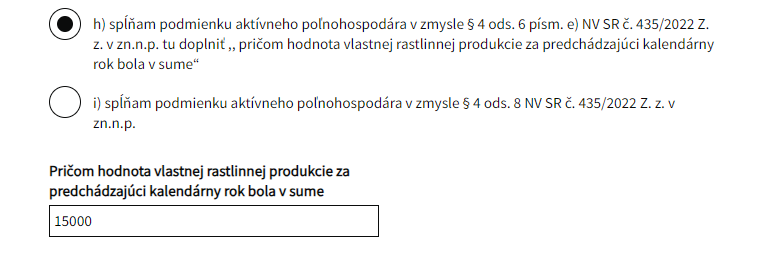 h) spĺňam podmienku aktívneho poľnohospodára v zmysle § 4 ods. 6 písm. e) NV SR č. 435/2022 Z.
z. v zn.n.p. tu doplniť ,, pričom hodnota vlastnej rastlinnej produkcie za predchádzajúci kalendárny
rok bola v sume“
i) spĺňam podmienku aktívneho poľnohospodára v zmysle § 4 ods. 8 NV SR č. 435/2022 Z. z. v
zn.n.p.
Pričom hodnota vlastnej rastlinnej produkcie za
predchádzajúci kalendárny rok bola v sume
15000